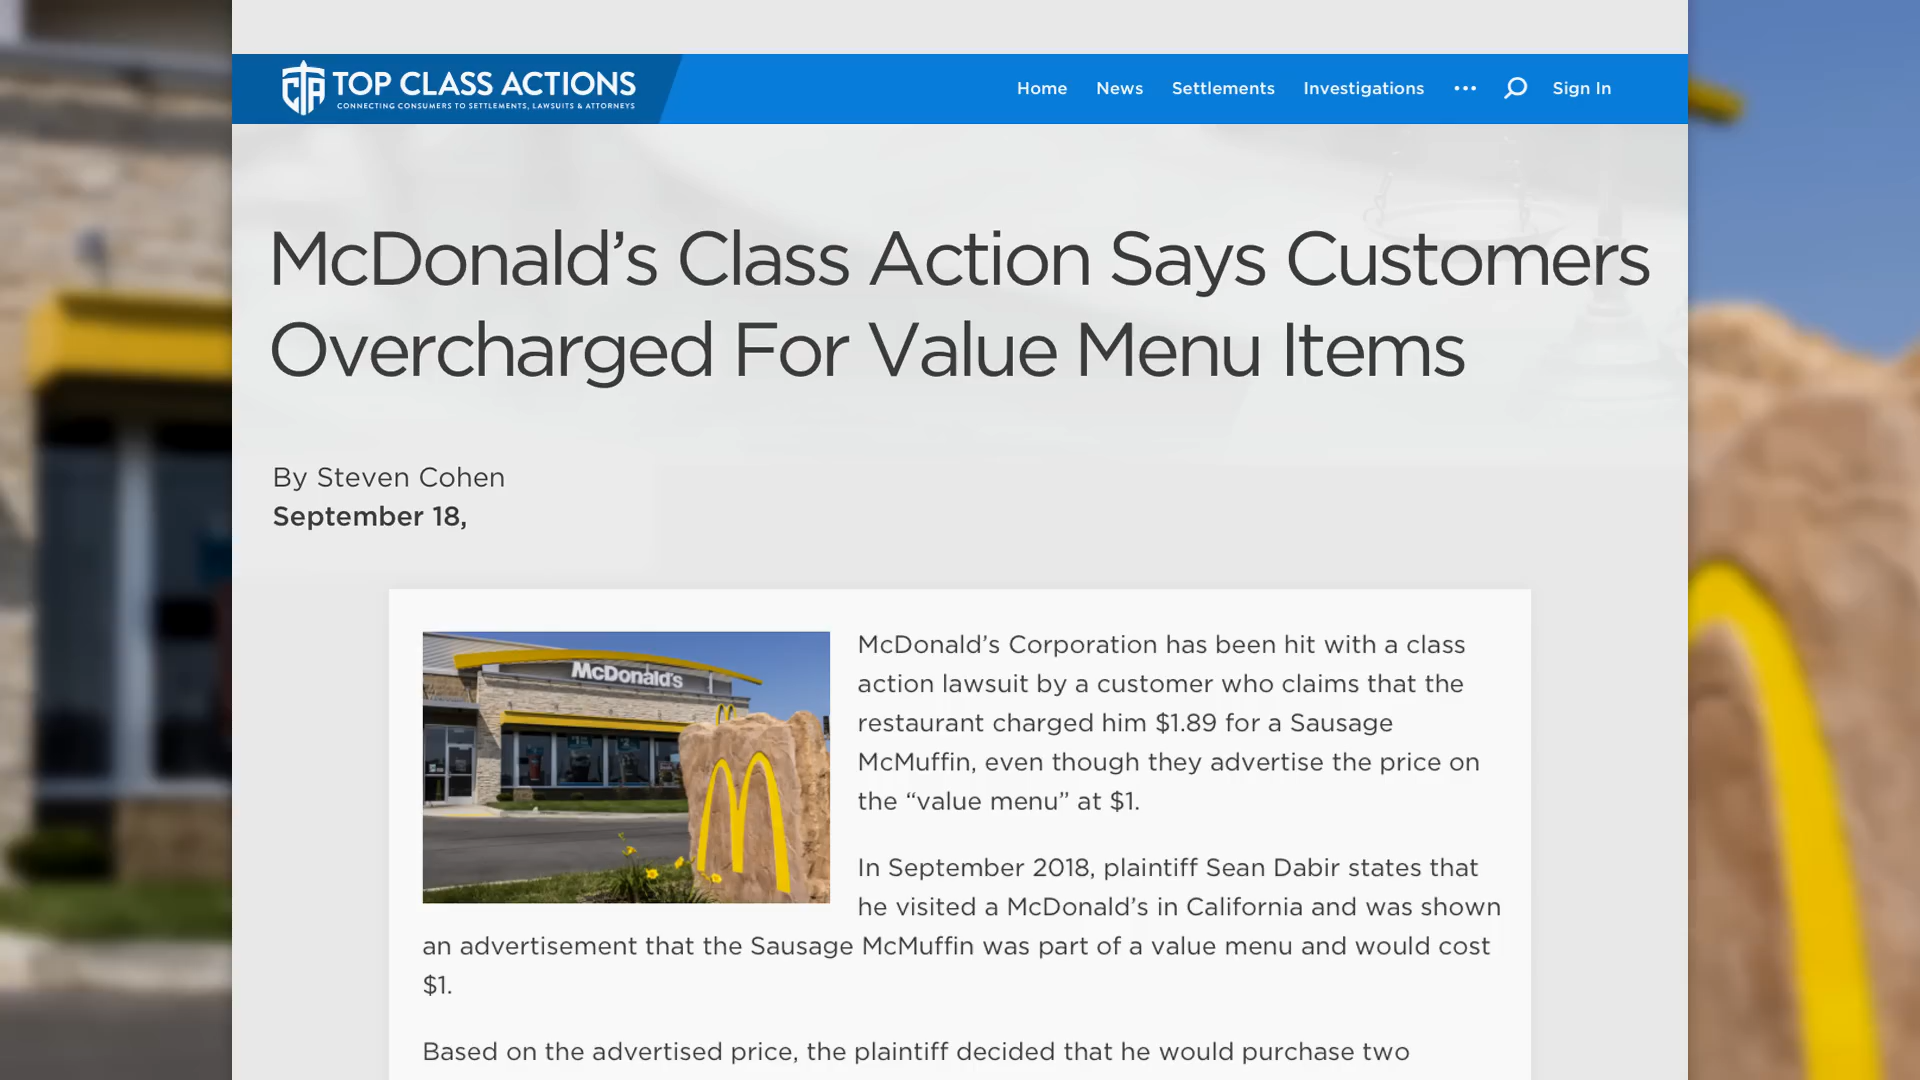 TOP CLASS ACTIONS
CONNECTING CONSUMERS TO SETTLEMENTS, LAWSUITS & ATTORNEYS
Home News Settlements Investigations ••• Sign In
McDonald’s Class Action Says Customers
Overcharged For Value Menu Items
By Steven Cohen
September 18,
McDonald's
McDonald’s Corporation has been hit with a class
action lawsuit by a customer who claims that the
restaurant charged him $1.89 for a Sausage
McMuffin, even though they advertise the price on
the “value menu” at $1.
In September 2018, plaintiff Sean Dabir states that
he visited a McDonald’s in California and was shown
an advertisement that the Sausage McMuffin was part of a value menu and would cost
$1.
Based on the advertised price, the plaintiff decided that he would purchase two